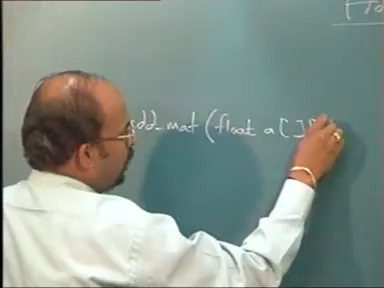 add_mat (float a [ ] [